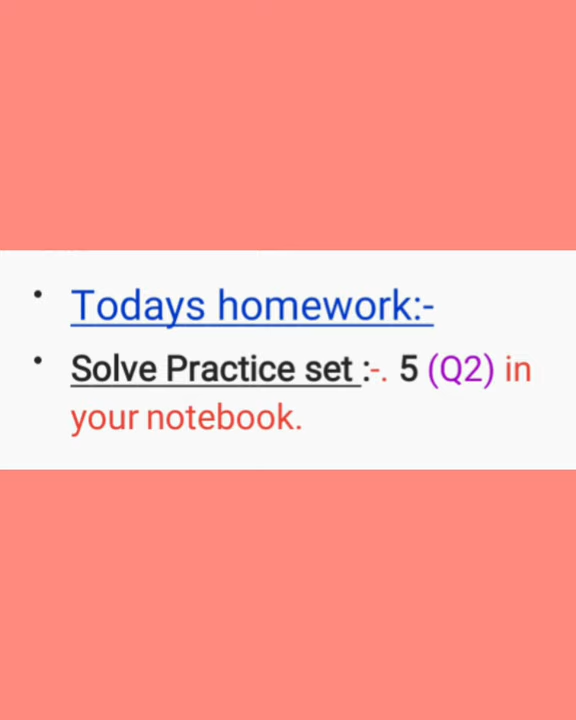 • Todays homework:-
• Solve Practice set :-. 5 (Q2) in
your notebook.